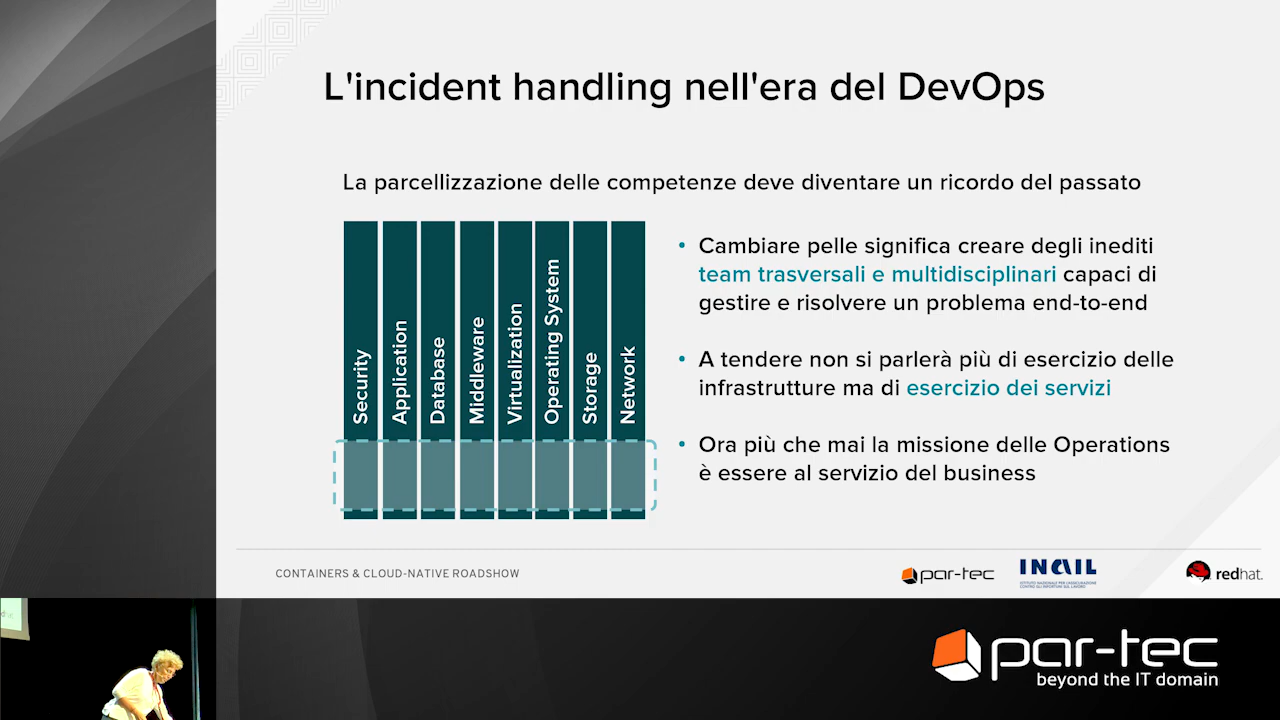 L'incident handling nell'era del DevOps
La parcellizzazione delle competenze deve diventare un ricordo del passato
Security
Application
Database
Middleware
Virtualization
Operating System
Storage
Network
• Cambiare pelle significa creare degli inediti
team trasversali e multidisciplinari capaci di
gestire e risolvere un problema end-to-end
• A tendere non si parlerà più di esercizio delle
infrastrutture ma di esercizio dei servizi
• Ora più che mai la missione delle Operations
è essere al servizio del business
CONTAINERS & CLOUD-NATIVE ROADSHOW
par-tec
INAIL
redhat.
par-tec
beyond the IT domain